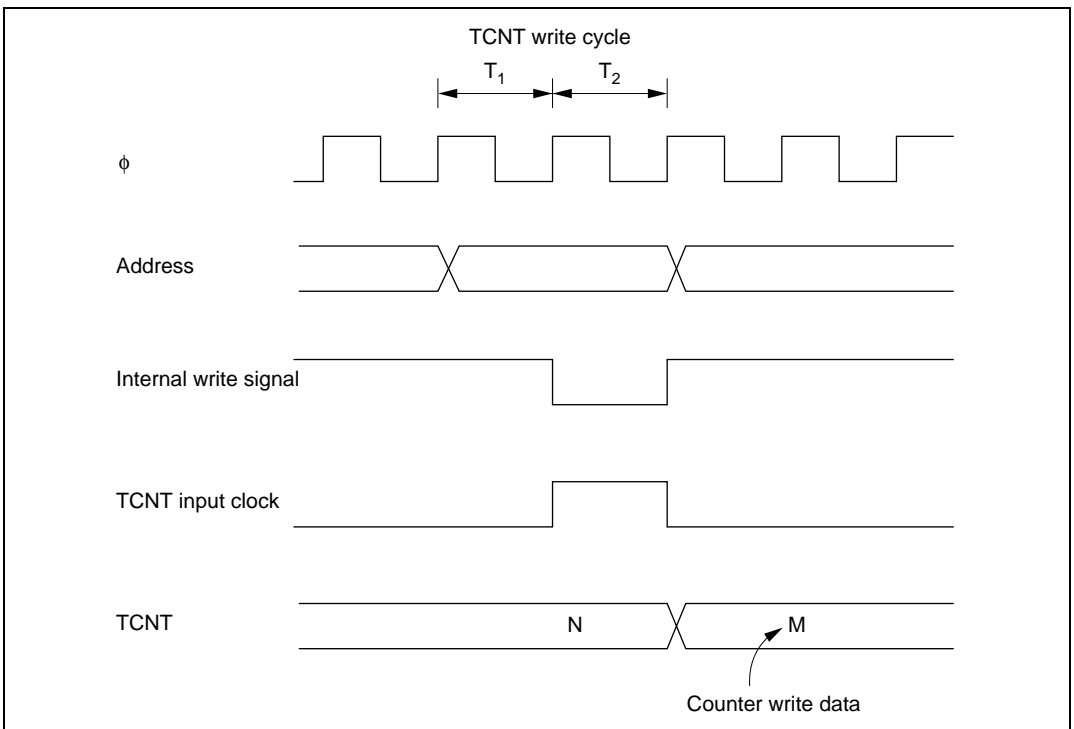 TCNT write cycle
T1 T2
ϕ
Address
Internal write signal
TCNT input clock
TCNT N M
Counter write data